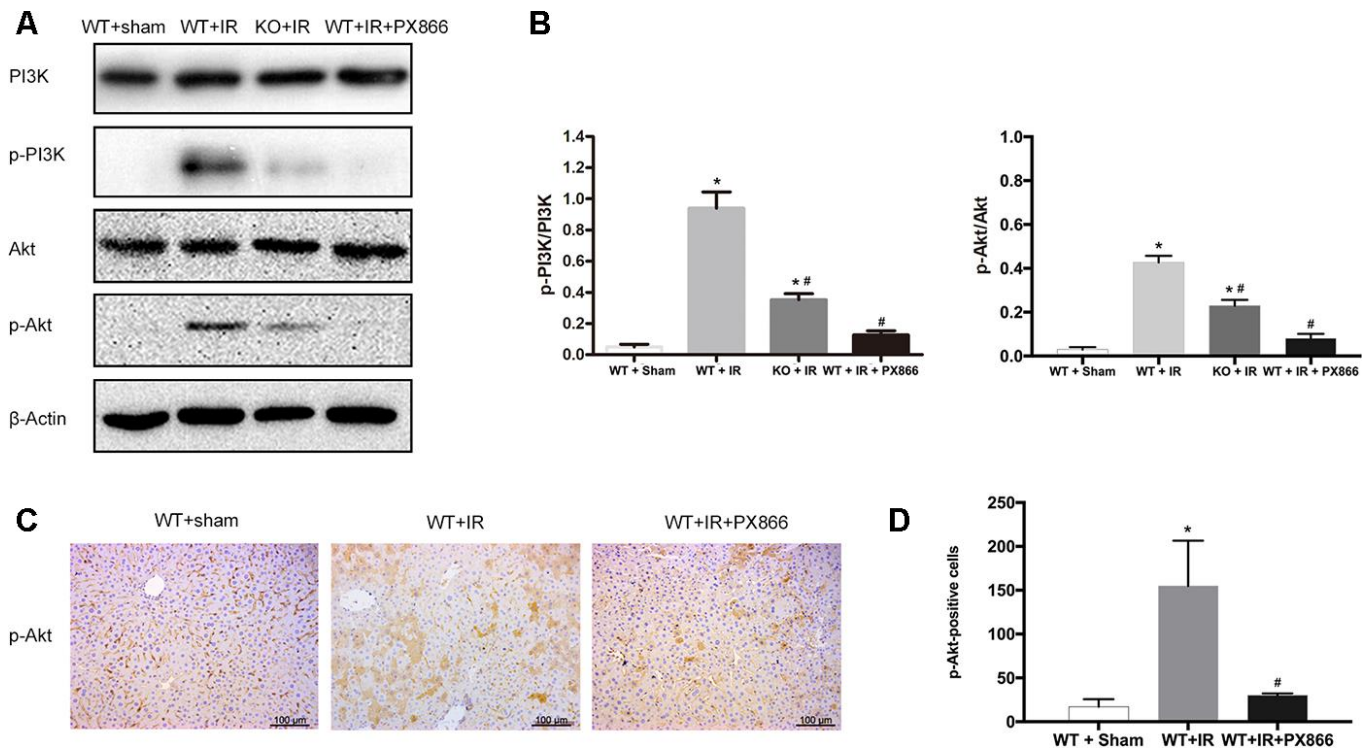 A
WT+sham WT+IR KO+IR WT+IR+PX866
PI3K
p-PI3K
Akt
p-Akt
β-Actin
B
p-PI3K/PI3K
1.4
1.2
1.0
0.8
0.6
0.4
0.2
0.0
*
* #
#
WT + Sham WT + IR KO + IR WT + IR + PX866
p-Akt/Akt
1.0
0.8
0.6
0.4
0.2
0.0
*
* #
#
WT + Sham WT + IR KO + IR WT + IR + PX866
C
WT+sham WT+IR WT+IR+PX866
p-Akt
100 μm 100 μm 100 μm
D
p-Akt-positive cells
250
200
150
100
50
0
*
#
WT + Sham WT+IR WT+IR+PX866